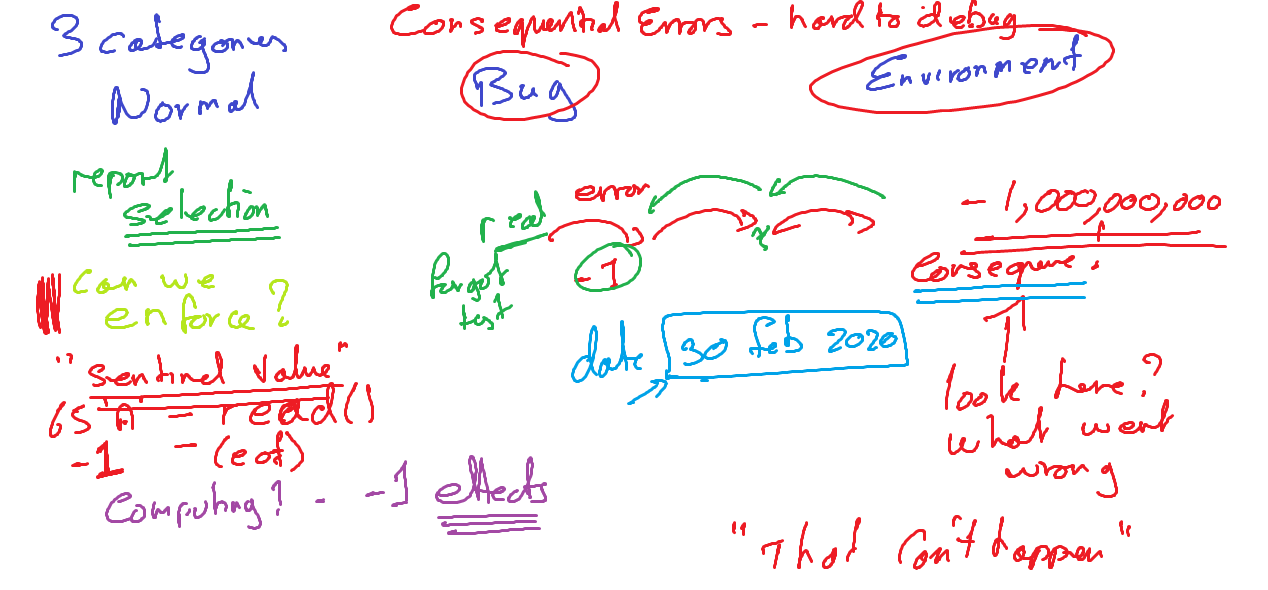 3 categories
Consequential Errors - hard to debug
Normal
Bug
Environment
report
selection
error
read
-1
forgot
test
-1,000,000,000
Consequence.
can we
enforce?
date 30 Feb 2020
"Sentinel Value"
65 'A' - read()
-1 - (eof)
look here?
what went
wrong
Computing? - -1 effects
"That can't happen"